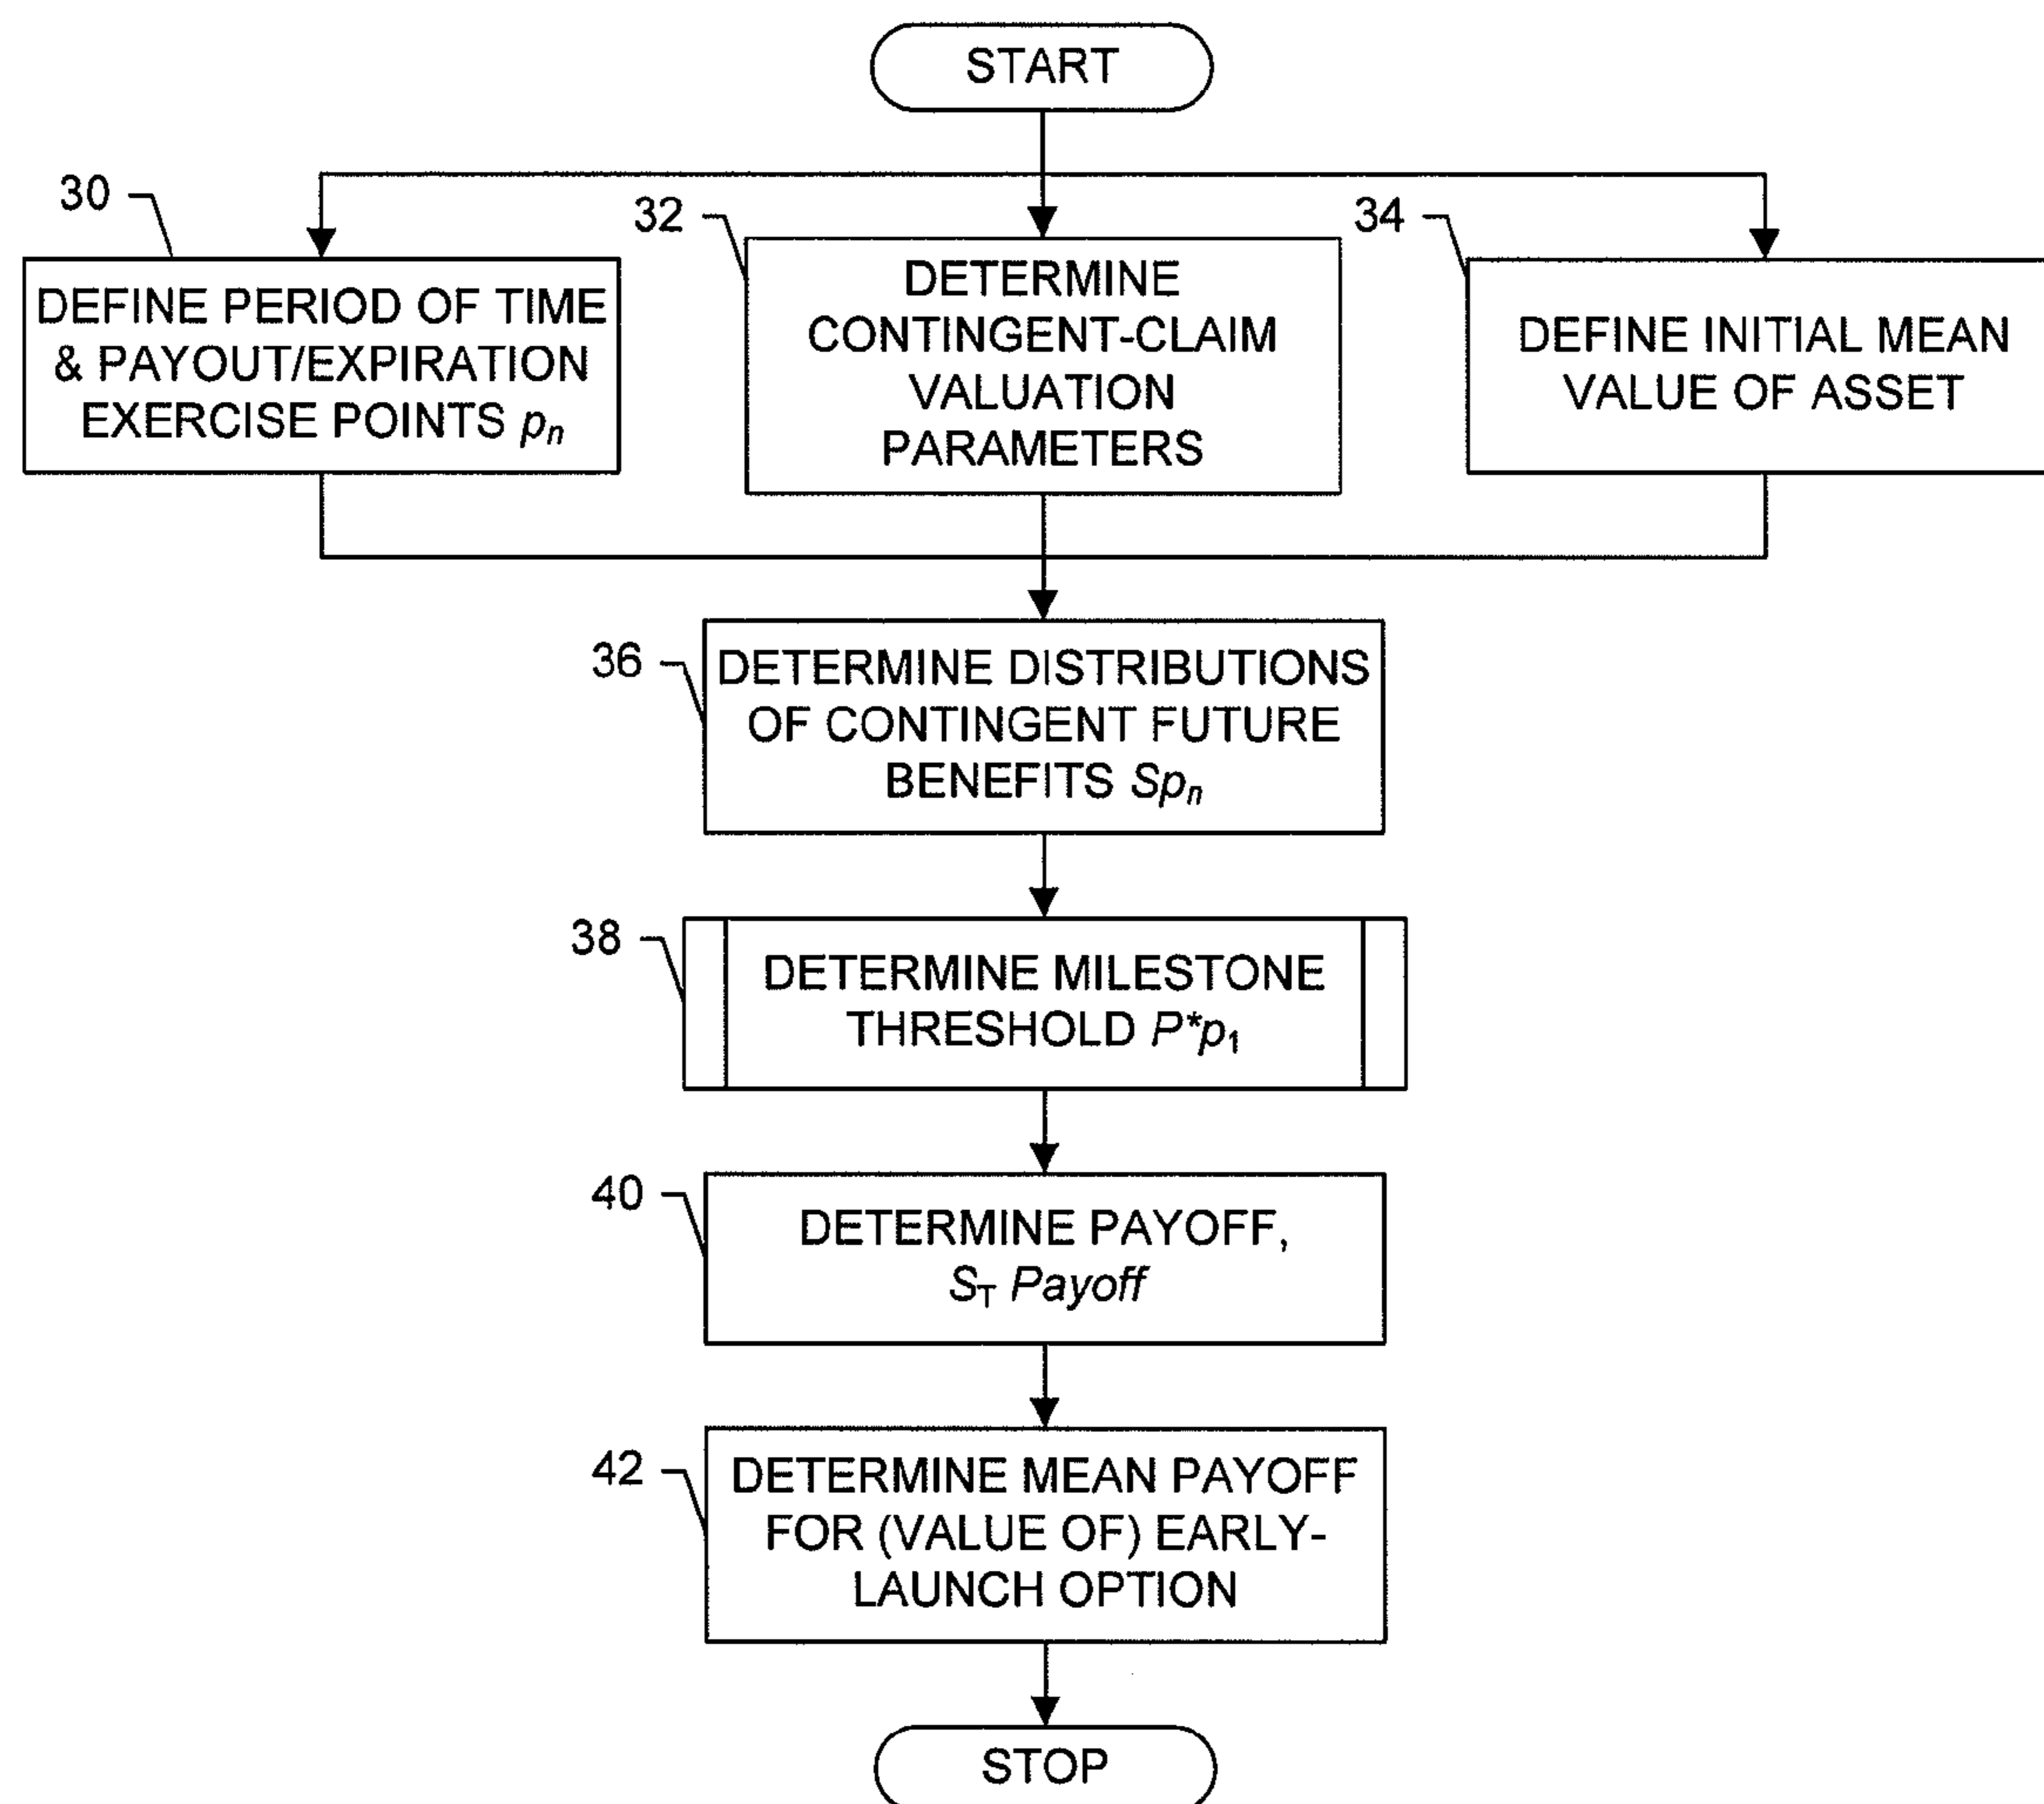 START
30
DEFINE PERIOD OF TIME
& PAYOUT/EXPIRATION
EXERCISE POINTS pn
32
DETERMINE
CONTINGENT-CLAIM
VALUATION
PARAMETERS
34
DEFINE INITIAL MEAN
VALUE OF ASSET
36
DETERMINE DISTRIBUTIONS
OF CONTINGENT FUTURE
BENEFITS Spn
38
DETERMINE MILESTONE
THRESHOLD P*p1
40
DETERMINE PAYOFF,
ST Payoff
42
DETERMINE MEAN PAYOFF
FOR (VALUE OF) EARLY-
LAUNCH OPTION
STOP